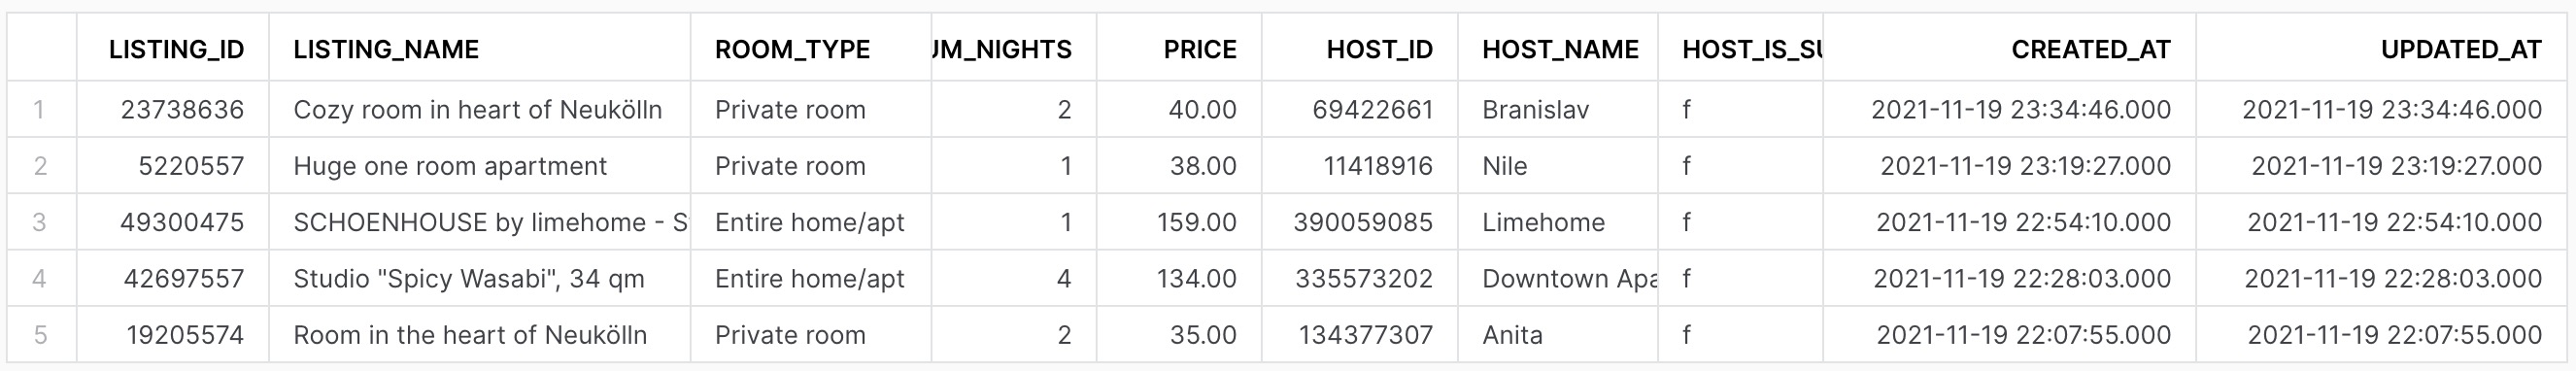 LISTING_ID LISTING_NAME ROOM_TYPE UM_NIGHTS PRICE HOST_ID HOST_NAME HOST_IS_SU CREATED_AT UPDATED_AT
1 23738636 Cozy room in heart of Neukölln Private room 2 40.00 69422661 Branislav f 2021-11-19 23:34:46.000 2021-11-19 23:34:46.000
2 5220557 Huge one room apartment Private room 1 38.00 11418916 Nile f 2021-11-19 23:19:27.000 2021-11-19 23:19:27.000
3 49300475 SCHOENHOUSE by limehome - S Entire home/apt 1 159.00 390059085 Limehome f 2021-11-19 22:54:10.000 2021-11-19 22:54:10.000
4 42697557 Studio "Spicy Wasabi", 34 qm Entire home/apt 4 134.00 335573202 Downtown Apa f 2021-11-19 22:28:03.000 2021-11-19 22:28:03.000
5 19205574 Room in the heart of Neukölln Private room 2 35.00 134377307 Anita f 2021-11-19 22:07:55.000 2021-11-19 22:07:55.000